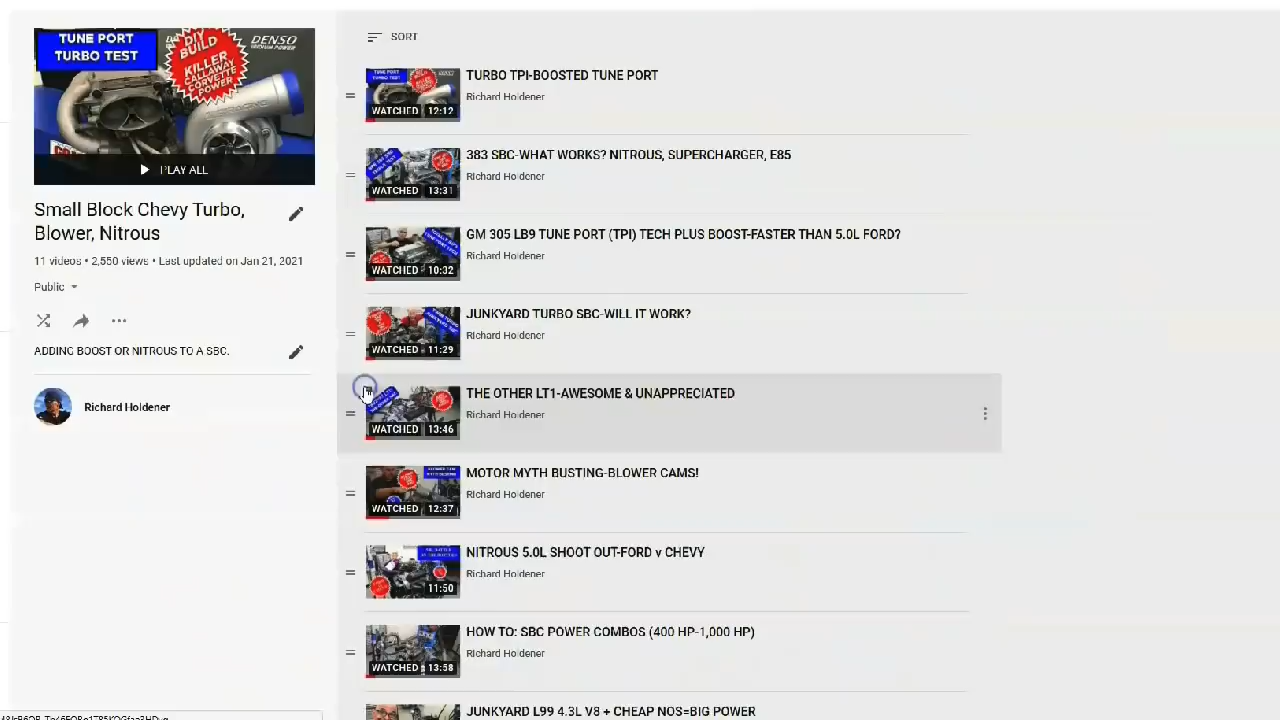 TUNE PORT
TURBO TEST
DIY
BUILD
KILLER
CALLAWAY
CORVETTE
POWER
DENSO
IRIDIUM POWER
PLAY ALL
Small Block Chevy Turbo,
Blower, Nitrous
11 videos • 2,550 views • Last updated on Jan 21, 2021
Public
ADDING BOOST OR NITROUS TO A SBC.
Richard Holdener
SORT
TUNE PORT
TURBO TEST
WATCHED 12:12
TURBO TPI-BOOSTED TUNE PORT
Richard Holdener
WATCHED 13:31
383 SBC-WHAT WORKS? NITROUS, SUPERCHARGER, E85
Richard Holdener
WATCHED 10:32
GM 305 LB9 TUNE PORT (TPI) TECH PLUS BOOST-FASTER THAN 5.0L FORD?
Richard Holdener
WATCHED 11:29
JUNKYARD TURBO SBC-WILL IT WORK?
Richard Holdener
WATCHED 13:46
THE OTHER LT1-AWESOME & UNAPPRECIATED
Richard Holdener
WATCHED 12:37
MOTOR MYTH BUSTING-BLOWER CAMS!
Richard Holdener
11:50
NITROUS 5.0L SHOOT OUT-FORD v CHEVY
Richard Holdener
WATCHED 13:58
HOW TO: SBC POWER COMBOS (400 HP-1,000 HP)
Richard Holdener
JUNKYARD L99 4.3L V8 + CHEAP NOS=BIG POWER